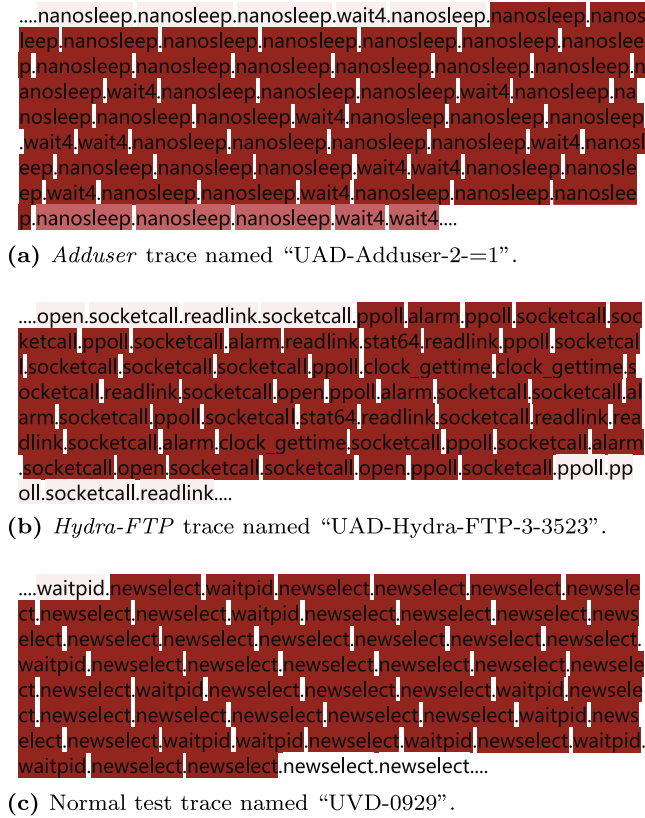 ....nanosleep.nanosleep.nanosleep.wait4.nanosleep.nanosleep.nanos
leep.nanosleep.nanosleep.nanosleep.nanosleep.nanosleep.nanoslee
p.nanosleep.nanosleep.nanosleep.nanosleep.nanosleep.nanosleep.n
anosleep.wait4.nanosleep.nanosleep.nanosleep.wait4.nanosleep.na
nosleep.nanosleep.nanosleep.wait4.nanosleep.nanosleep.nanosleep
.wait4.wait4.nanosleep.nanosleep.nanosleep.nanosleep.wait4.nanosl
eep.nanosleep.nanosleep.nanosleep.wait4.wait4.nanosleep.nanosle
ep.wait4.nanosleep.nanosleep.wait4.nanosleep.nanosleep.nanoslee
p.nanosleep.nanosleep.nanosleep.wait4.wait4....
(a) Adduser trace named “UAD-Adduser-2-=1”.
....open.socketcall.readlink.socketcall.ppoll.alarm.ppoll.socketcall.soc
ketcall.ppoll.socketcall.alarm.readlink.stat64.readlink.ppoll.socketcal
l.socketcall.socketcall.socketcall.ppoll.clock_gettime.clock_gettime.s
ocketcall.readlink.socketcall.open.ppoll.alarm.socketcall.socketcall.al
arm.socketcall.ppoll.socketcall.stat64.readlink.socketcall.readlink.rea
dlink.socketcall.alarm.clock_gettime.socketcall.ppoll.socketcall.alarm
.socketcall.open.socketcall.socketcall.open.ppoll.socketcall.ppoll.pp
oll.socketcall.readlink....
(b) Hydra-FTP trace named “UAD-Hydra-FTP-3-3523”.
....waitpid.newselect.waitpid.newselect.newselect.newselect.newsele
ct.newselect.newselect.waitpid.newselect.newselect.newselect.news
elect.newselect.newselect.newselect.newselect.newselect.newselect.
waitpid.newselect.newselect.newselect.newselect.newselect.newsele
ct.newselect.waitpid.newselect.newselect.newselect.waitpid.newsele
ct.newselect.newselect.newselect.newselect.newselect.waitpid.news
elect.newselect.waitpid.waitpid.newselect.waitpid.newselect.waitpid.
waitpid.newselect.newselect.newselect.newselect....
(c) Normal test trace named “UVD-0929”.